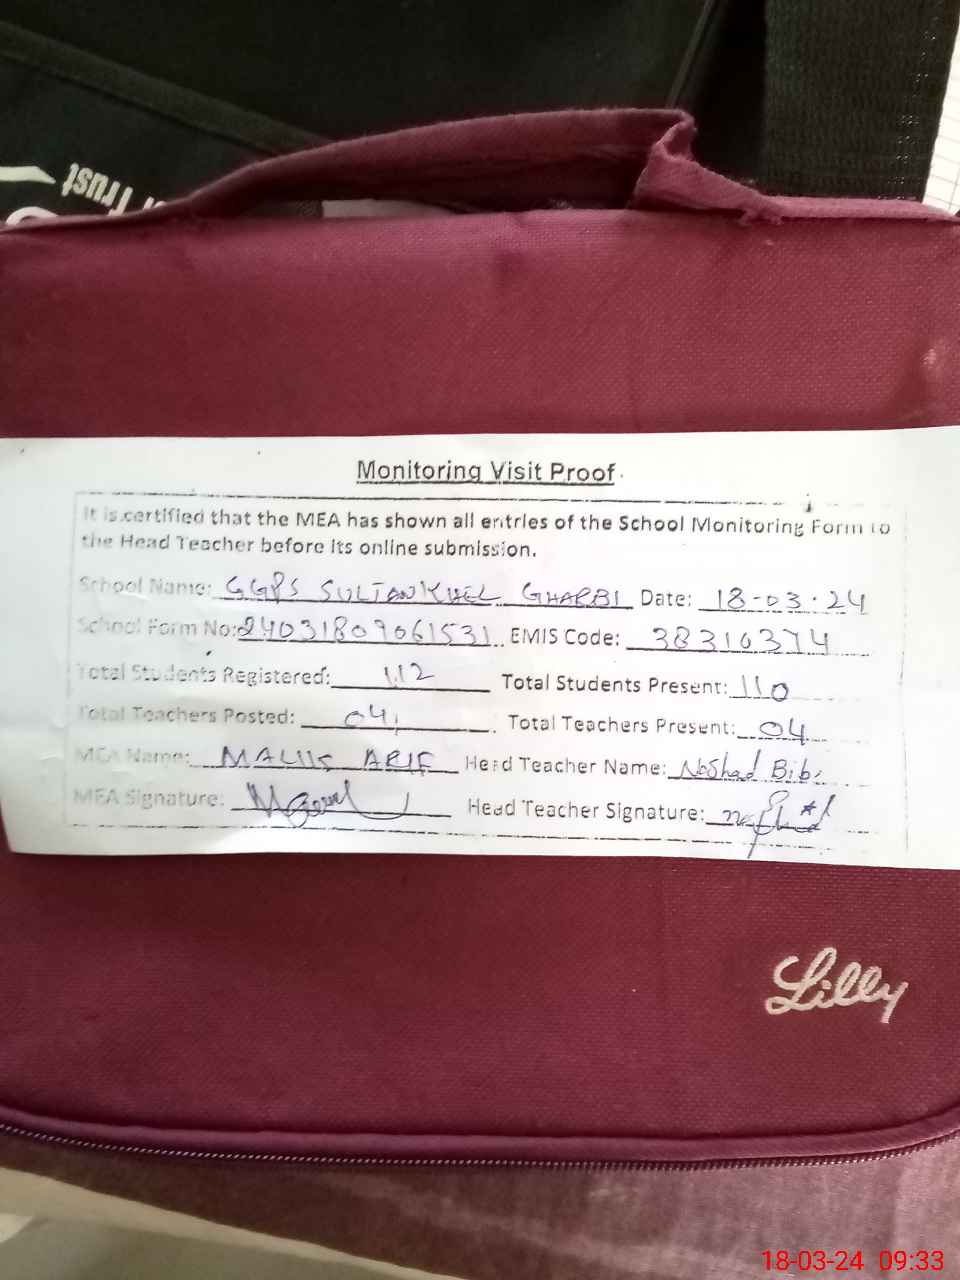 Trust
Monitoring Visit Proof
It is certified that the MEA has shown all entries of the School Monitoring Form to
the Head Teacher before its online submission.
School Name: GGPS SULTANKHEL GHARBI Date: 18-03-24
School Form No: 24031809061531 EMIS Code: 38310374
Total Students Registered: 112 Total Students Present: 110
Total Teachers Posted: 04 Total Teachers Present: 04
MEA Name: MALIK ARIF Head Teacher Name: Noshad Bibi
MEA Signature: Head Teacher Signature:
Lilly
18-03-24 09:33